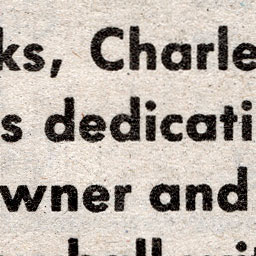 ks, Charle
s dedicati
wner and